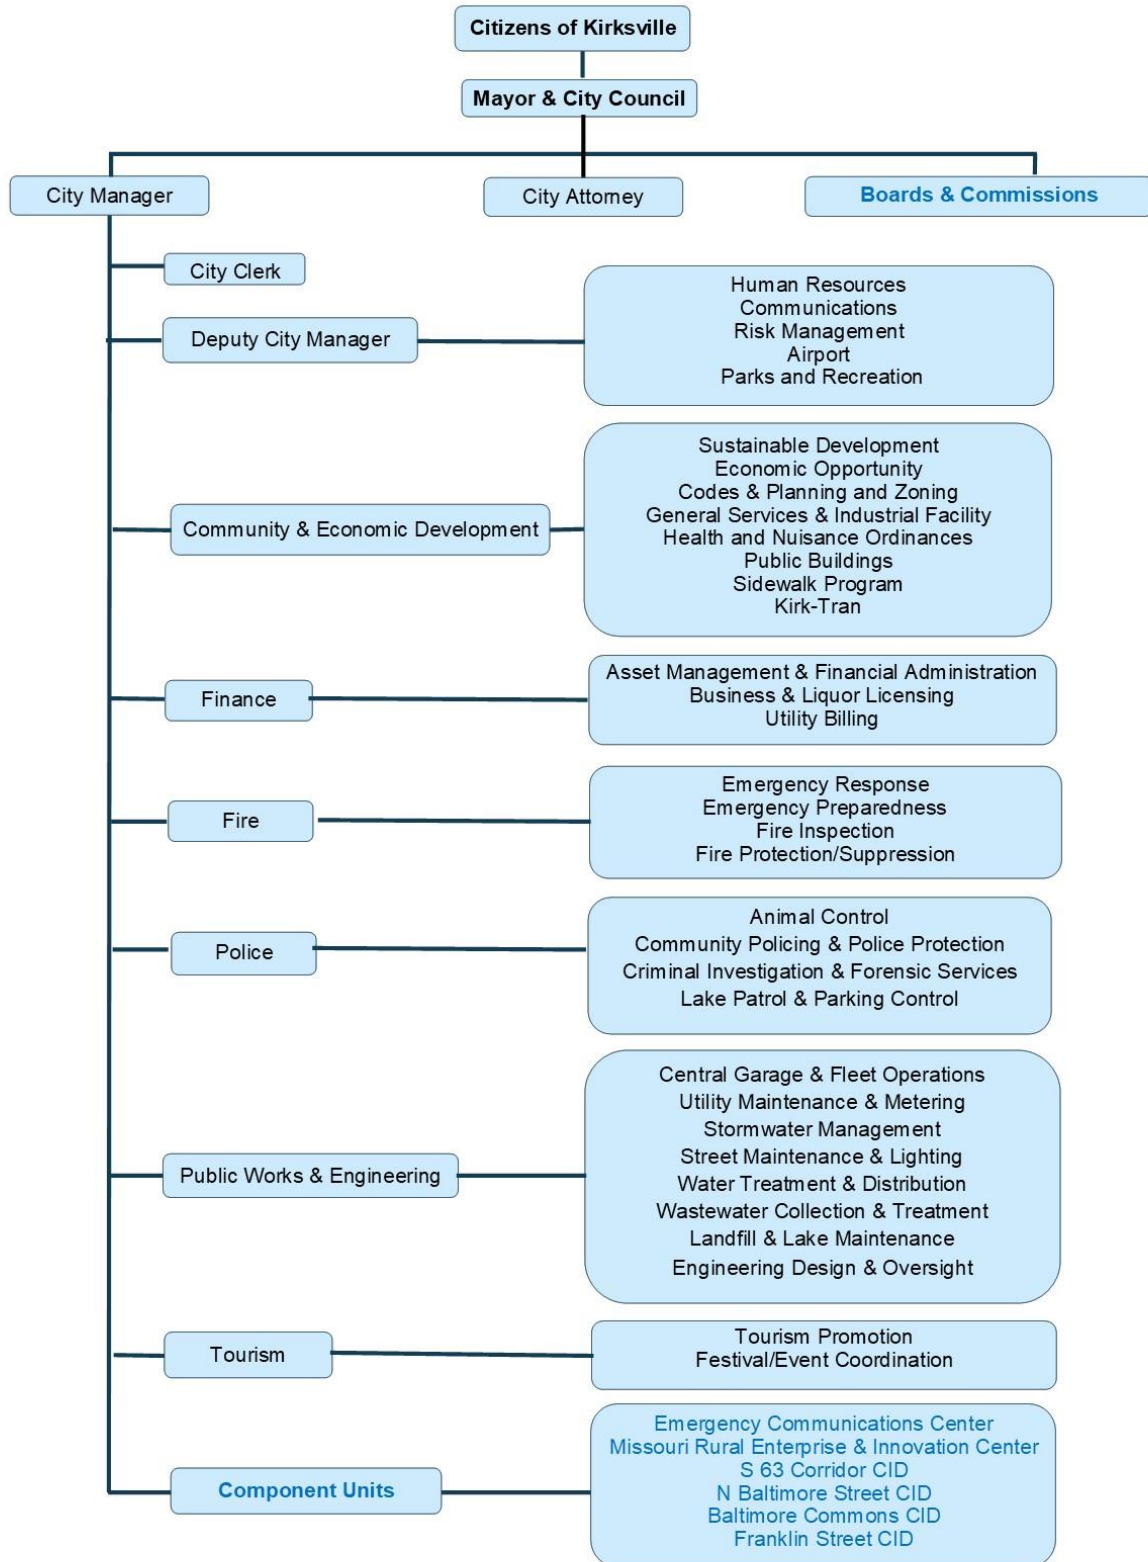 Citizens of Kirksville
Mayor & City Council
City Manager
City Attorney
Boards & Commissions
City Clerk
Deputy City Manager
Human Resources
Communications
Risk Management
Airport
Parks and Recreation
Community & Economic Development
Sustainable Development
Economic Opportunity
Codes & Planning and Zoning
General Services & Industrial Facility
Health and Nuisance Ordinances
Public Buildings
Sidewalk Program
Kirk-Tran
Finance
Asset Management & Financial Administration
Business & Liquor Licensing
Utility Billing
Fire
Emergency Response
Emergency Preparedness
Fire Inspection
Fire Protection/Suppression
Police
Animal Control
Community Policing & Police Protection
Criminal Investigation & Forensic Services
Lake Patrol & Parking Control
Public Works & Engineering
Central Garage & Fleet Operations
Utility Maintenance & Metering
Stormwater Management
Street Maintenance & Lighting
Water Treatment & Distribution
Wastewater Collection & Treatment
Landfill & Lake Maintenance
Engineering Design & Oversight
Tourism
Tourism Promotion
Festival/Event Coordination
Component Units
Emergency Communications Center
Missouri Rural Enterprise & Innovation Center
S 63 Corridor CID
N Baltimore Street CID
Baltimore Commons CID
Franklin Street CID